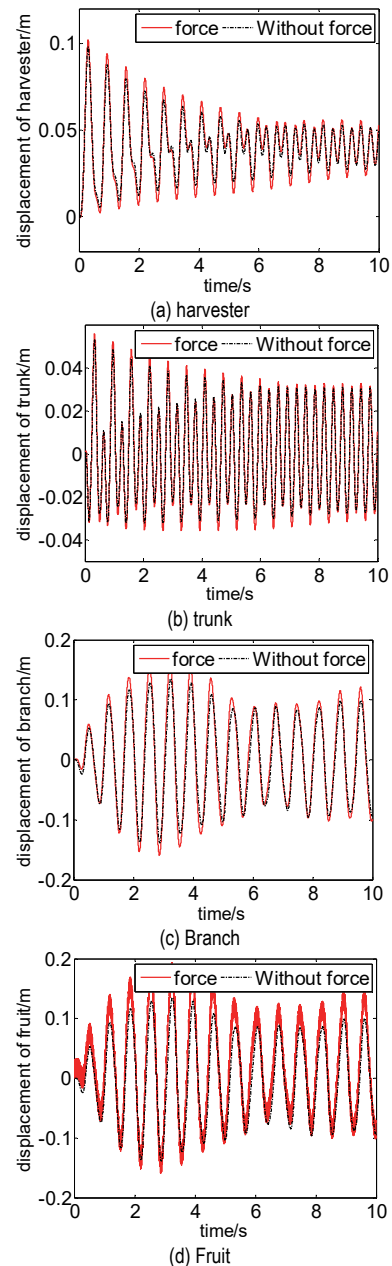 force Without force
displacement of harvester/m
0.1
0.05
0
0 2 4 6 8 10
time/s
(a) harvester
force Without force
displacement of trunk/m
0.04
0.02
0
-0.02
-0.04
0 2 4 6 8 10
time/s
(b) trunk
0.2
force Without force
displacement of branch/m
0.1
0
-0.1
-0.2
0 2 4 6 8 10
time/s
(c) Branch
0.2
force Without force
displacement of fruit/m
0.1
0
-0.1
-0.2
0 2 4 6 8 10
time/s
(d) Fruit